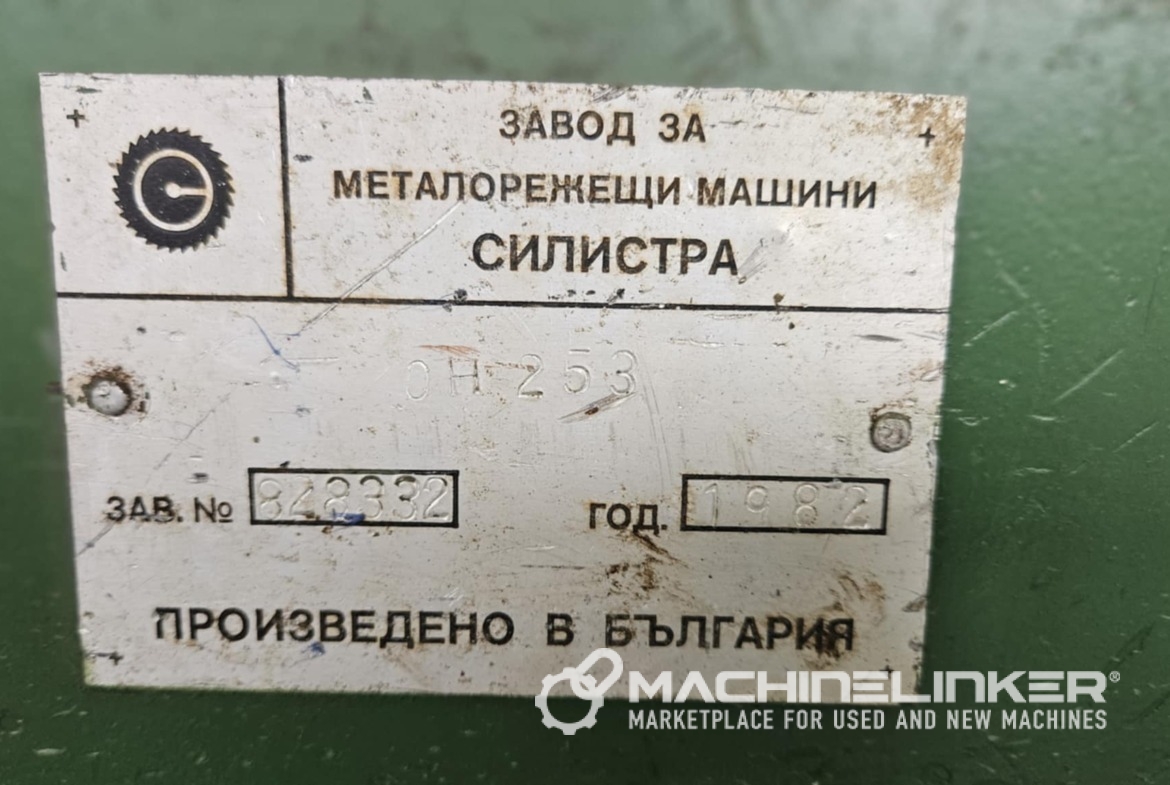 ЗАВОД ЗА
МЕТАЛОРЕЖЕЩИ МАШИНИ
СИЛИСТРА
ОН 253
ЗАВ. № 848332 ГОД. 1982
ПРОИЗВЕДЕНО В БЪЛГАРИЯ
MACHINELINKER®
MARKETPLACE FOR USED AND NEW MACHINES